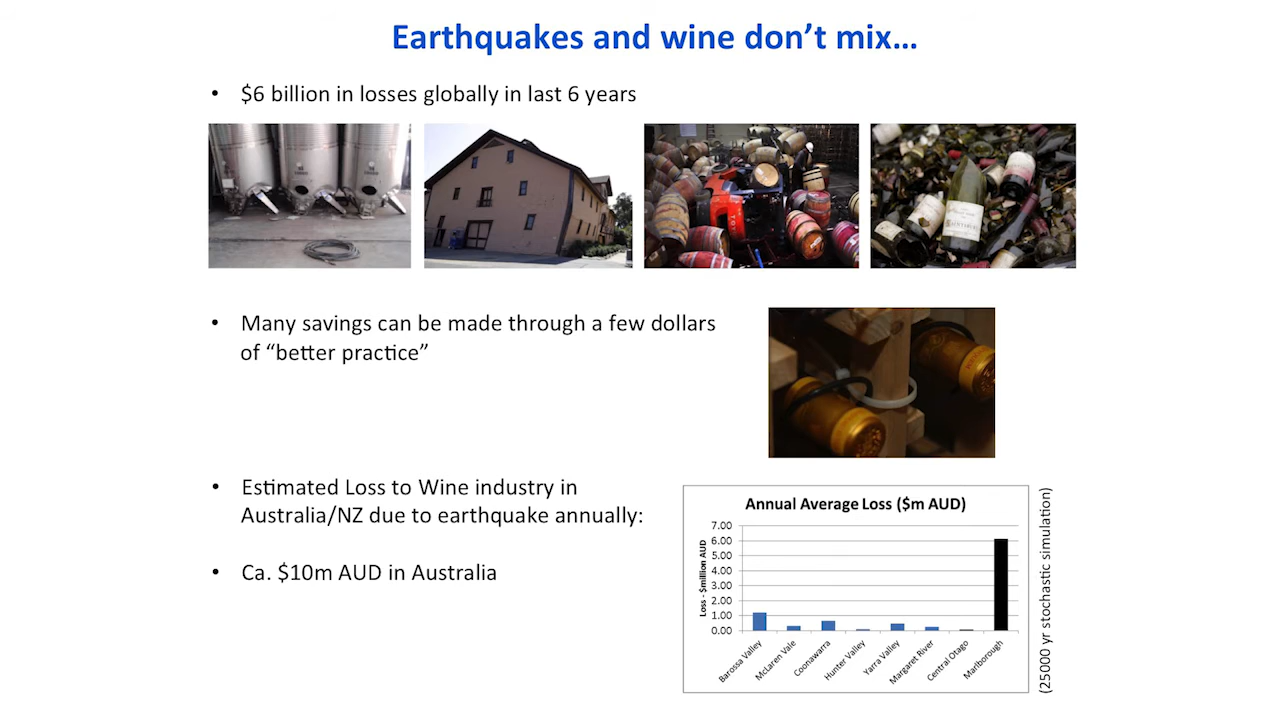 Earthquakes and wine don't mix…
• $6 billion in losses globally in last 6 years
• Many savings can be made through a few dollars
of “better practice”
• Estimated Loss to Wine industry in
Australia/NZ due to earthquake annually:
• Ca. $10m AUD in Australia
Annual Average Loss ($m AUD)
Loss - $million AUD
7.00
6.00
5.00
4.00
3.00
2.00
1.00
0.00
Barossa Valley
McLaren Vale
Coonawarra
Hunter Valley
Yarra Valley
Margaret River
Central Otago
Marlborough
(25000 yr stochastic simulation)